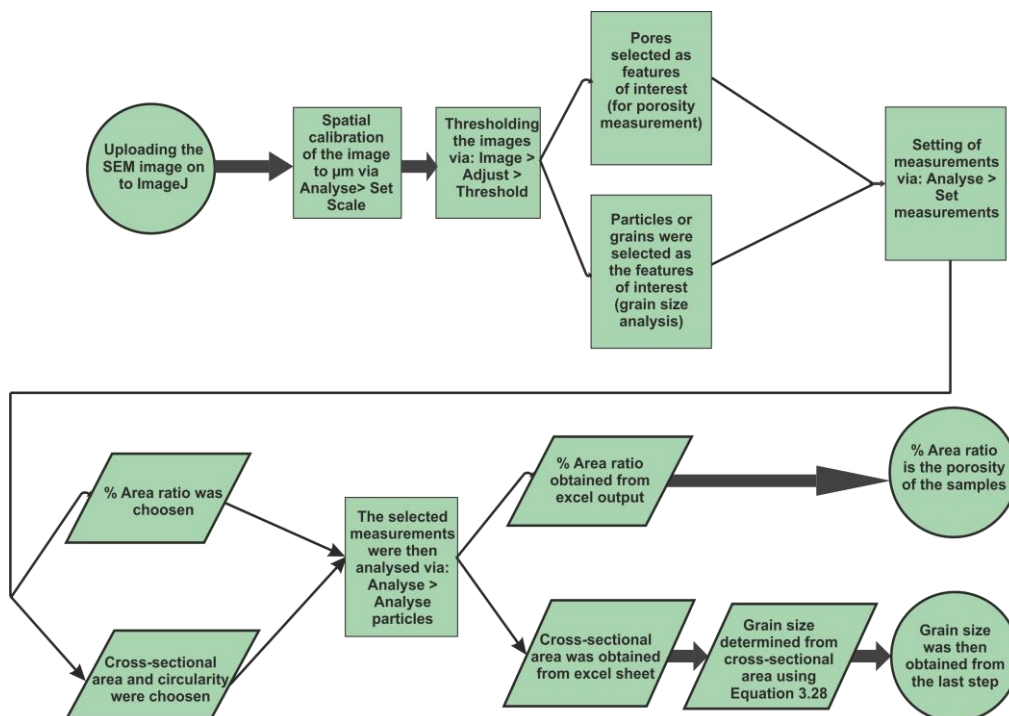 Uploading the
SEM image on
to ImageJ
Spatial
calibration
of the image
to µm via
Analyse> Set
Scale
Thresholding
the images
via: Image >
Adjust >
Threshold
Pores
selected as
features
of interest
(for porosity
measurement)
Particles or
grains were
selected as
the features
of interest
(grain size
analysis)
Setting of
measurements
via: Analyse >
Set
measurements
% Area ratio was
choosen
Cross-sectional
area and circularity
were choosen
The selected
measurements
were then
analysed via:
Analyse >
Analyse
particles
% Area ratio
obtained from
excel output
% Area ratio
is the porosity
of the samples
Cross-sectional
area was obtained
from excel sheet
Grain size
determined from
cross-sectional
area using
Equation 3.28
Grain size
was then
obtained from
the last step